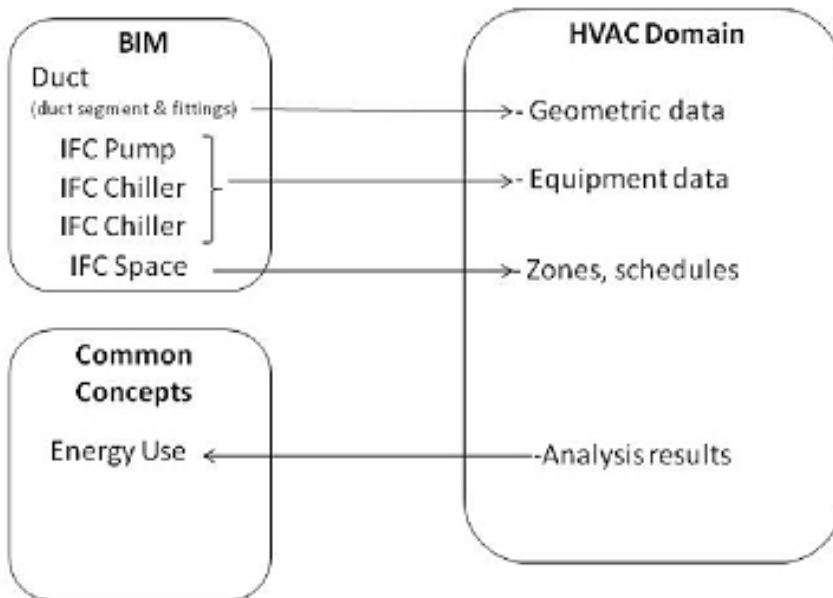 BIM
Duct
(duct segment & fittings)
IFC Pump
IFC Chiller
IFC Chiller
IFC Space
Common
Concepts
Energy Use
HVAC Domain
- Geometric data
- Equipment data
- Zones, schedules
-Analysis results